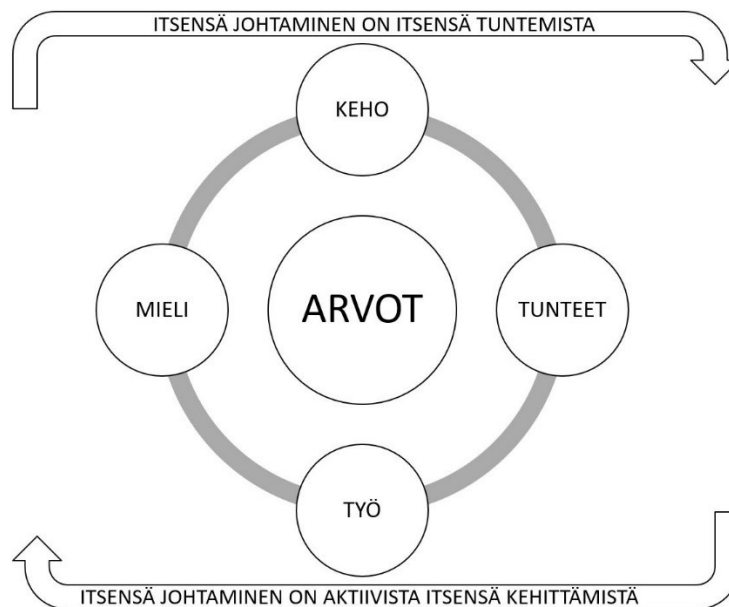 ITSENSÄ JOHTAMINEN ON ITSENSÄ TUNTEMISTA
KEHO
MIELI
ARVOT
TUNTEET
TYÖ
ITSENSÄ JOHTAMINEN ON AKTIIVISTA ITSENSÄ KEHITTÄMISTÄ